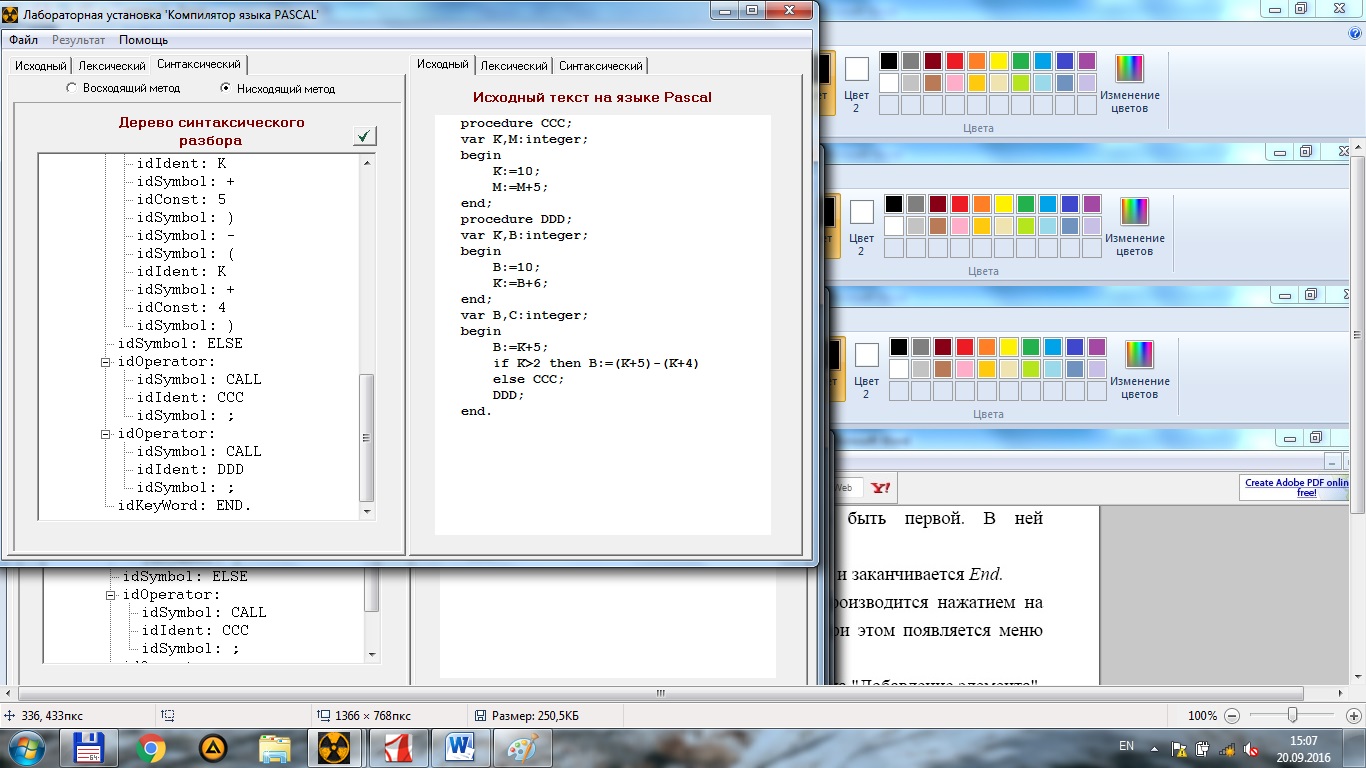 Лабораторная установка 'Компилятор языка PASCAL'
Файл Результат Помощь
Исходный Лексический Синтаксический
Восходящий метод Нисходящий метод
Дерево синтаксического
разбора
idIdent: K
idSymbol: +
idConst: 5
idSymbol: )
idSymbol: -
idSymbol: (
idIdent: K
idSymbol: +
idConst: 4
idSymbol: )
idSymbol: ELSE
idOperator:
idSymbol: CALL
idIdent: CCC
idSymbol: ;
idOperator:
idSymbol: CALL
idIdent: DDD
idSymbol: ;
idKeyWord: END.
Исходный Лексический Синтаксический
Исходный текст на языке Pascal
procedure CCC;
var K,M:integer;
begin
K:=10;
M:=M+5;
end;
procedure DDD;
var K,B:integer;
begin
B:=10;
K:=B+6;
end;
var B,C:integer;
begin
B:=K+5;
if K>2 then B:=(K+5)-(K+4)
else CCC;
DDD;
end.
idSymbol: ELSE
idOperator:
idSymbol: CALL
idIdent: CCC
idSymbol: ;
Цвет
2
Изменение
цветов
Цвета
Цвет
2
Изменение
цветов
Цвета
Цвет
2
Изменение
цветов
Цвета
Web Y!
Create Adobe PDF onlin
free!
быть первой. В ней
и заканчивается End.
роизводится нажатием на
ри этом появляется меню
"Добавление элемента"
336, 433пкс
1366 × 768пкс
Размер: 250,5КБ
100%
64
EN
15:07
20.09.2016